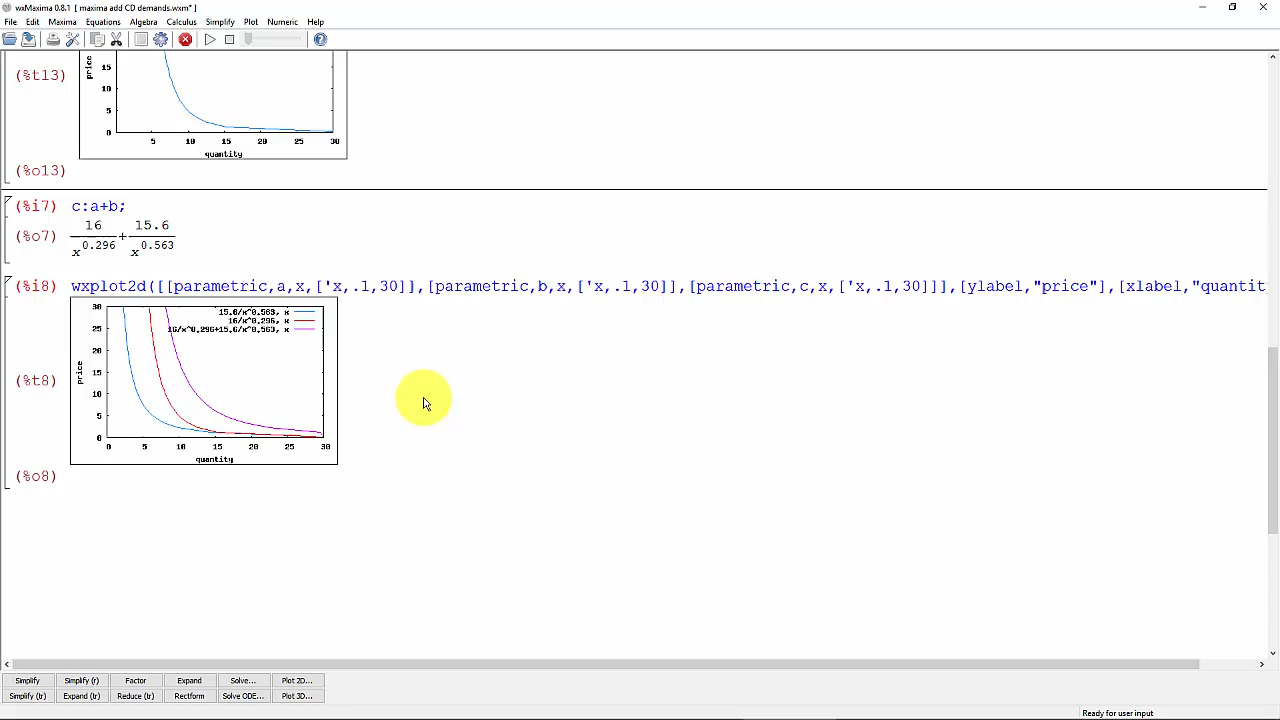 wxMaxima 0.8.1 [ maxima add CD demands.wxm* ]
File Edit Maxima Equations Algebra Calculus Simplify Plot Numeric Help
(%t13)
price
15
10
5
0
5 10 15 20 25 30
quantity
(%o13)
(%i7) c:a+b;
(%o7) 16 / x^0.296 + 15.6 / x^0.563
(%i8) wxplot2d([[parametric,a,x,['x,.1,30]],[parametric,b,x,['x,.1,30]],[parametric,c,x,['x,.1,30]]],[ylabel,"price"],[xlabel,"quantit
(%t8)
price
30
25
20
15
10
5
0
15.6/x^0.563, x
16/x^0.296, x
16/x^0.296+15.6/x^0.563, x
0 5 10 15 20 25 30
quantity
(%o8)
Simplify Simplify (r) Factor Expand Solve... Plot 2D...
Simplify (tr) Expand (tr) Reduce (tr) Rectform Solve ODE... Plot 3D...
Ready for user input